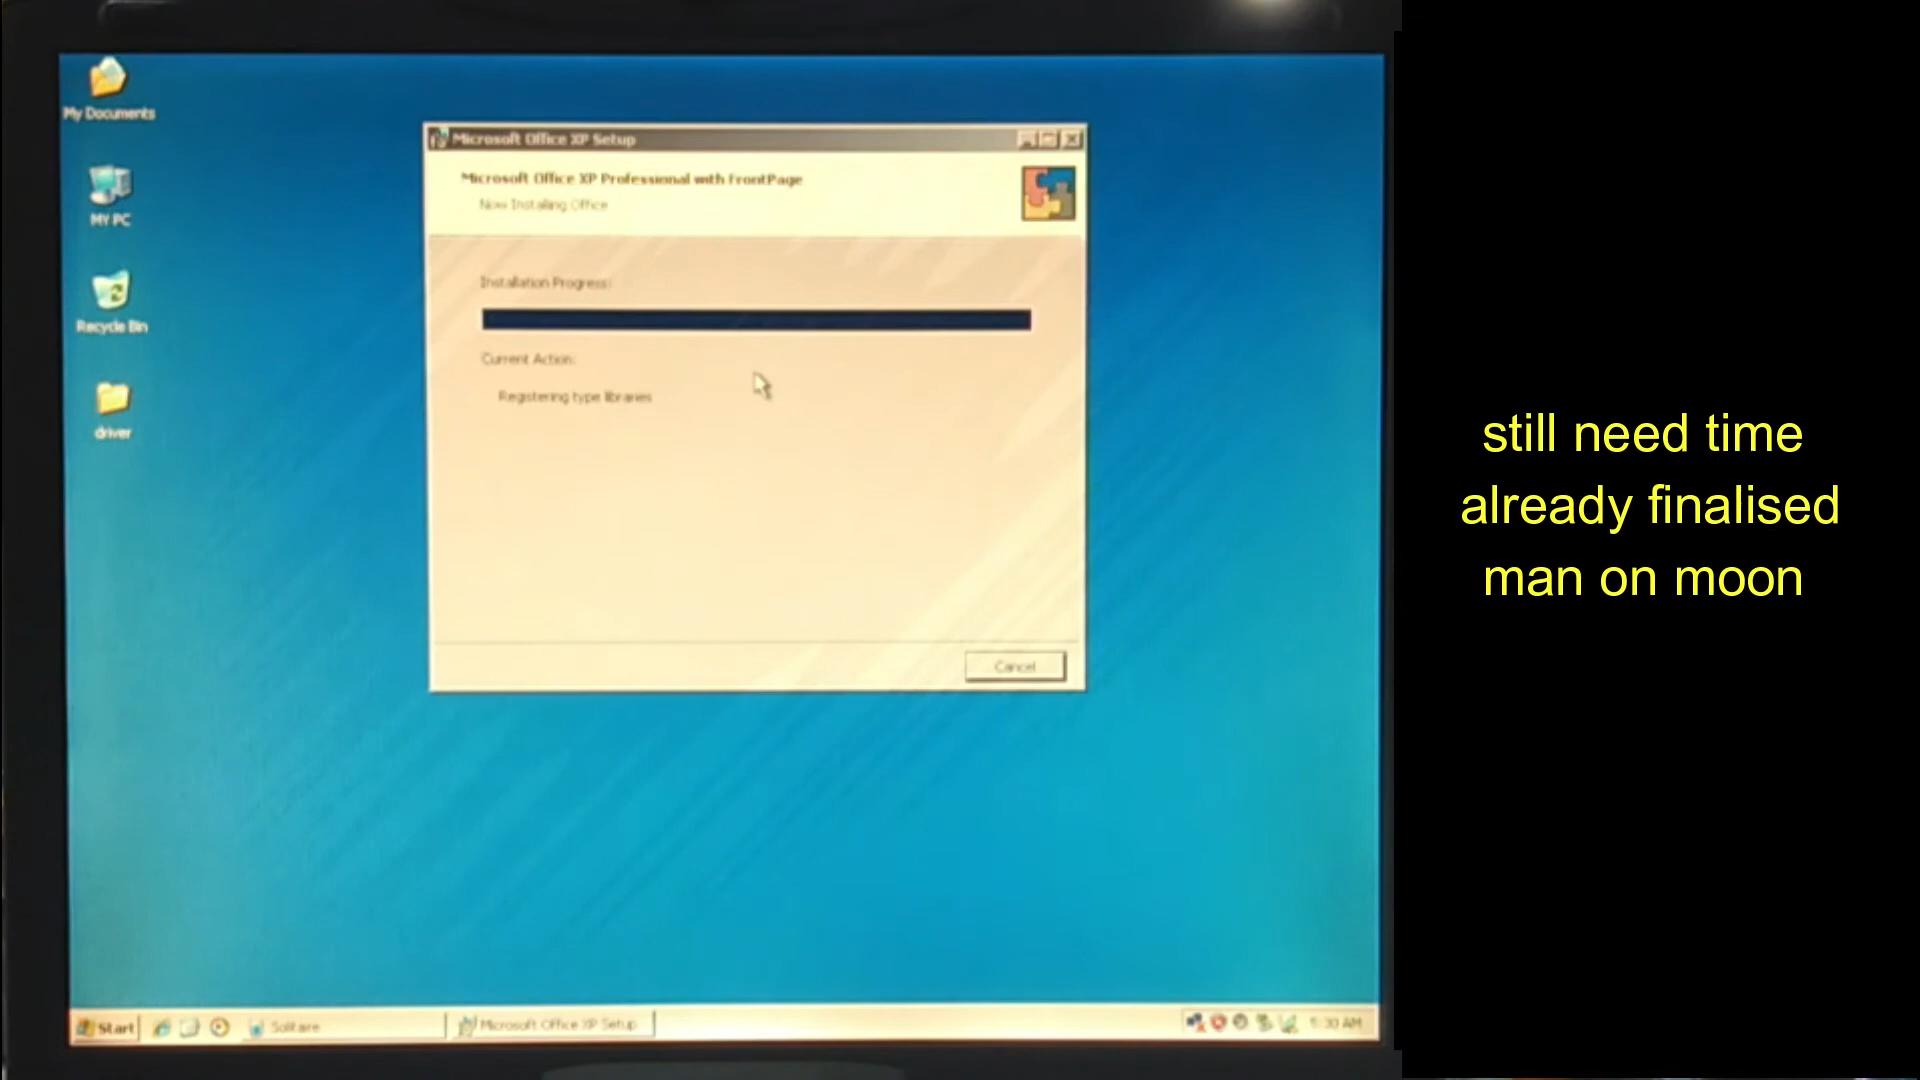 My Documents
MY PC
Recycle Bin
driver
Microsoft Office XP Setup
Microsoft Office XP Professional with FrontPage
Now Installing Office
Installation Progress:
Current Action:
Registering type libraries
Cancel
still need time
already finalised
man on moon
Start
Solitaire
Microsoft Office XP Setup
5:30 AM